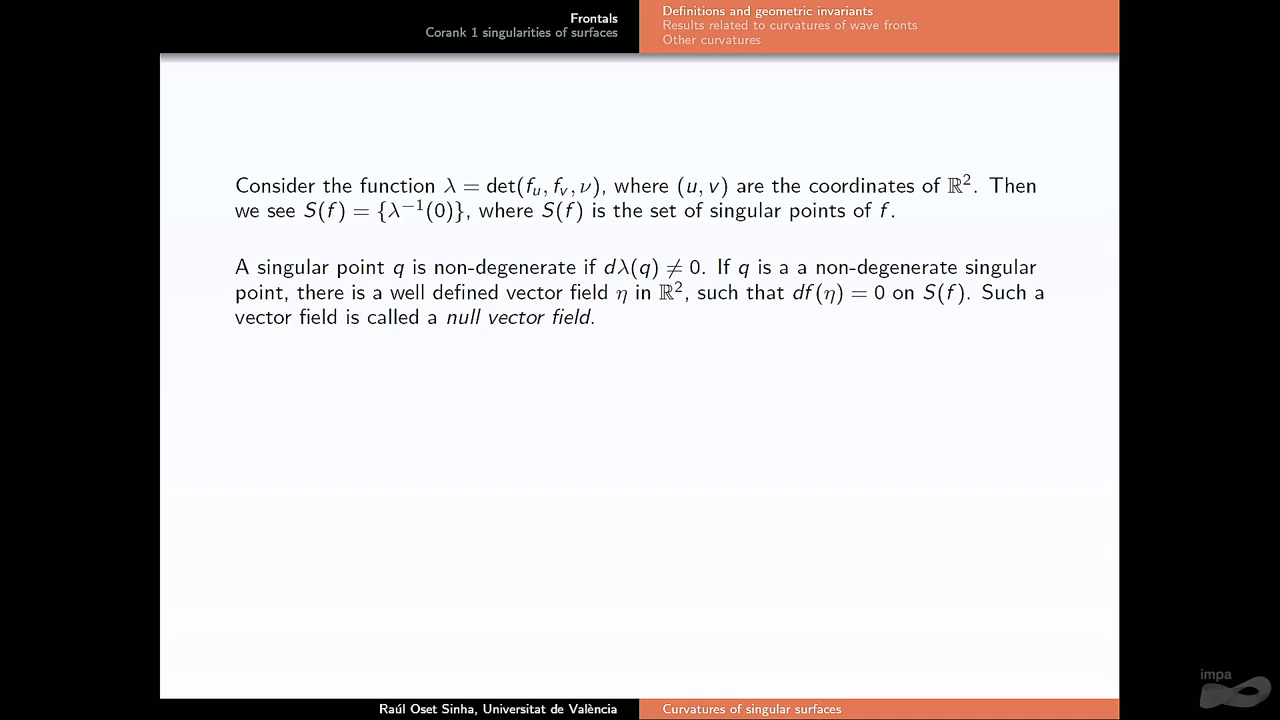 Frontals
Corank 1 singularities of surfaces
Definitions and geometric invariants
Results related to curvatures of wave fronts
Other curvatures
Consider the function λ = det(f_u, f_v, ν), where (u, v) are the coordinates of ℝ². Then
we see S(f) = {λ⁻¹(0)}, where S(f) is the set of singular points of f.
A singular point q is non-degenerate if dλ(q) ≠ 0. If q is a a non-degenerate singular
point, there is a well defined vector field η in ℝ², such that df(η) = 0 on S(f). Such a
vector field is called a null vector field.
Raúl Oset Sinha, Universitat de València
Curvatures of singular surfaces
impa